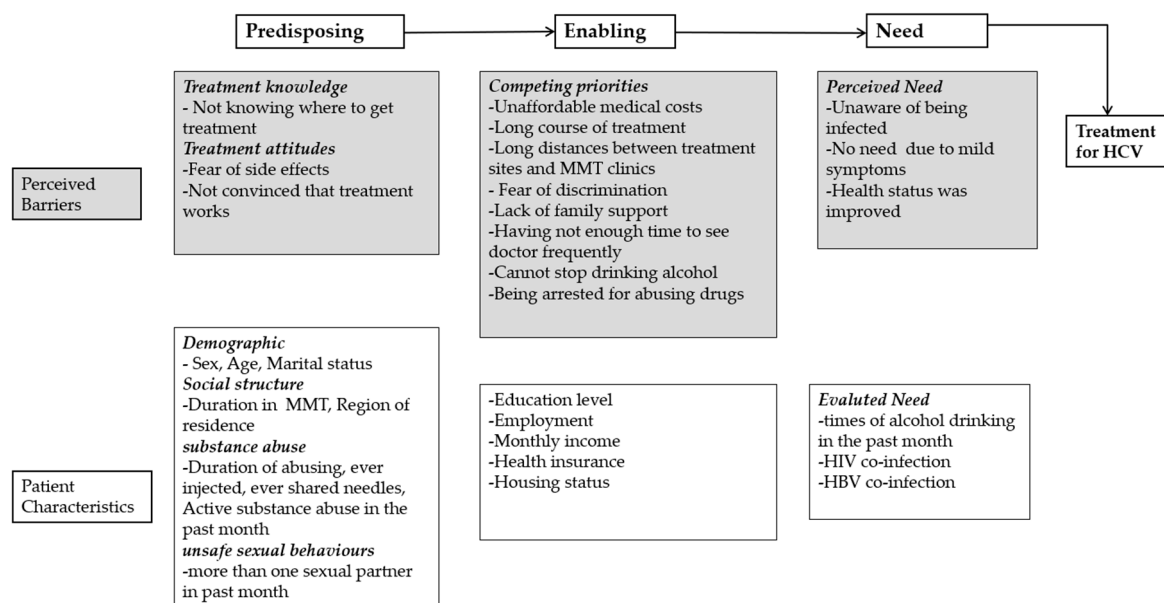 Predisposing
Enabling
Need
Treatment
for HCV
Perceived
Barriers
Treatment knowledge
- Not knowing where to get
treatment
Treatment attitudes
-Fear of side effects
-Not convinced that treatment
works
Competing priorities
-Unaffordable medical costs
-Long course of treatment
-Long distances between treatment
sites and MMT clinics
- Fear of discrimination
-Lack of family support
-Having not enough time to see
doctor frequently
-Cannot stop drinking alcohol
-Being arrested for abusing drugs
Perceived Need
-Unaware of being
infected
-No need due to mild
symptoms
-Health status was
improved
Patient
Characteristics
Demographic
- Sex, Age, Marital status
Social structure
-Duration in MMT, Region of
residence
substance abuse
-Duration of abusing, ever
injected, ever shared needles,
Active substance abuse in the
past month
unsafe sexual behaviours
-more than one sexual partner
in past month
-Education level
-Employment
-Monthly income
-Health insurance
-Housing status
Evaluted Need
-times of alcohol drinking
in the past month
-HIV co-infection
-HBV co-infection